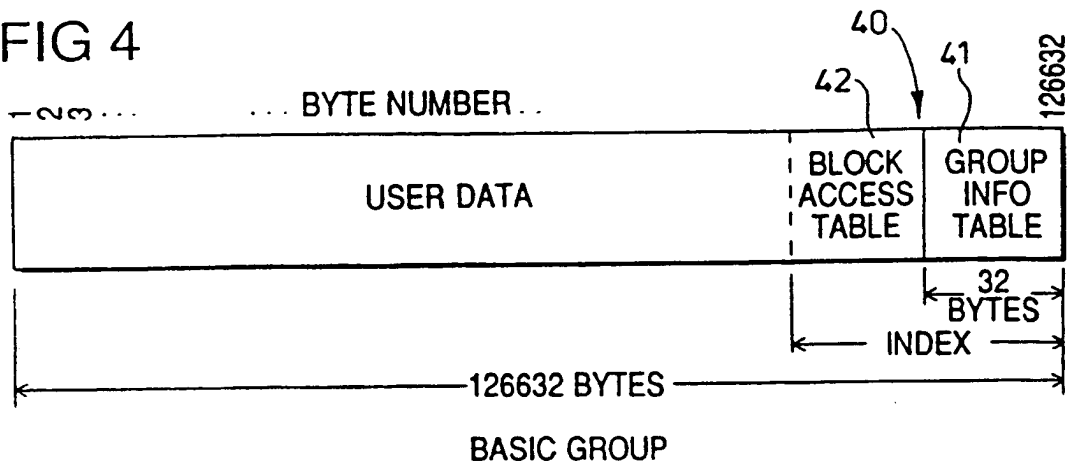 FIG 4
40
41
42
126632
1 2 3 ... ... BYTE NUMBER ..
USER DATA
BLOCK
ACCESS
TABLE
GROUP
INFO
TABLE
32
BYTES
INDEX
126632 BYTES
BASIC GROUP